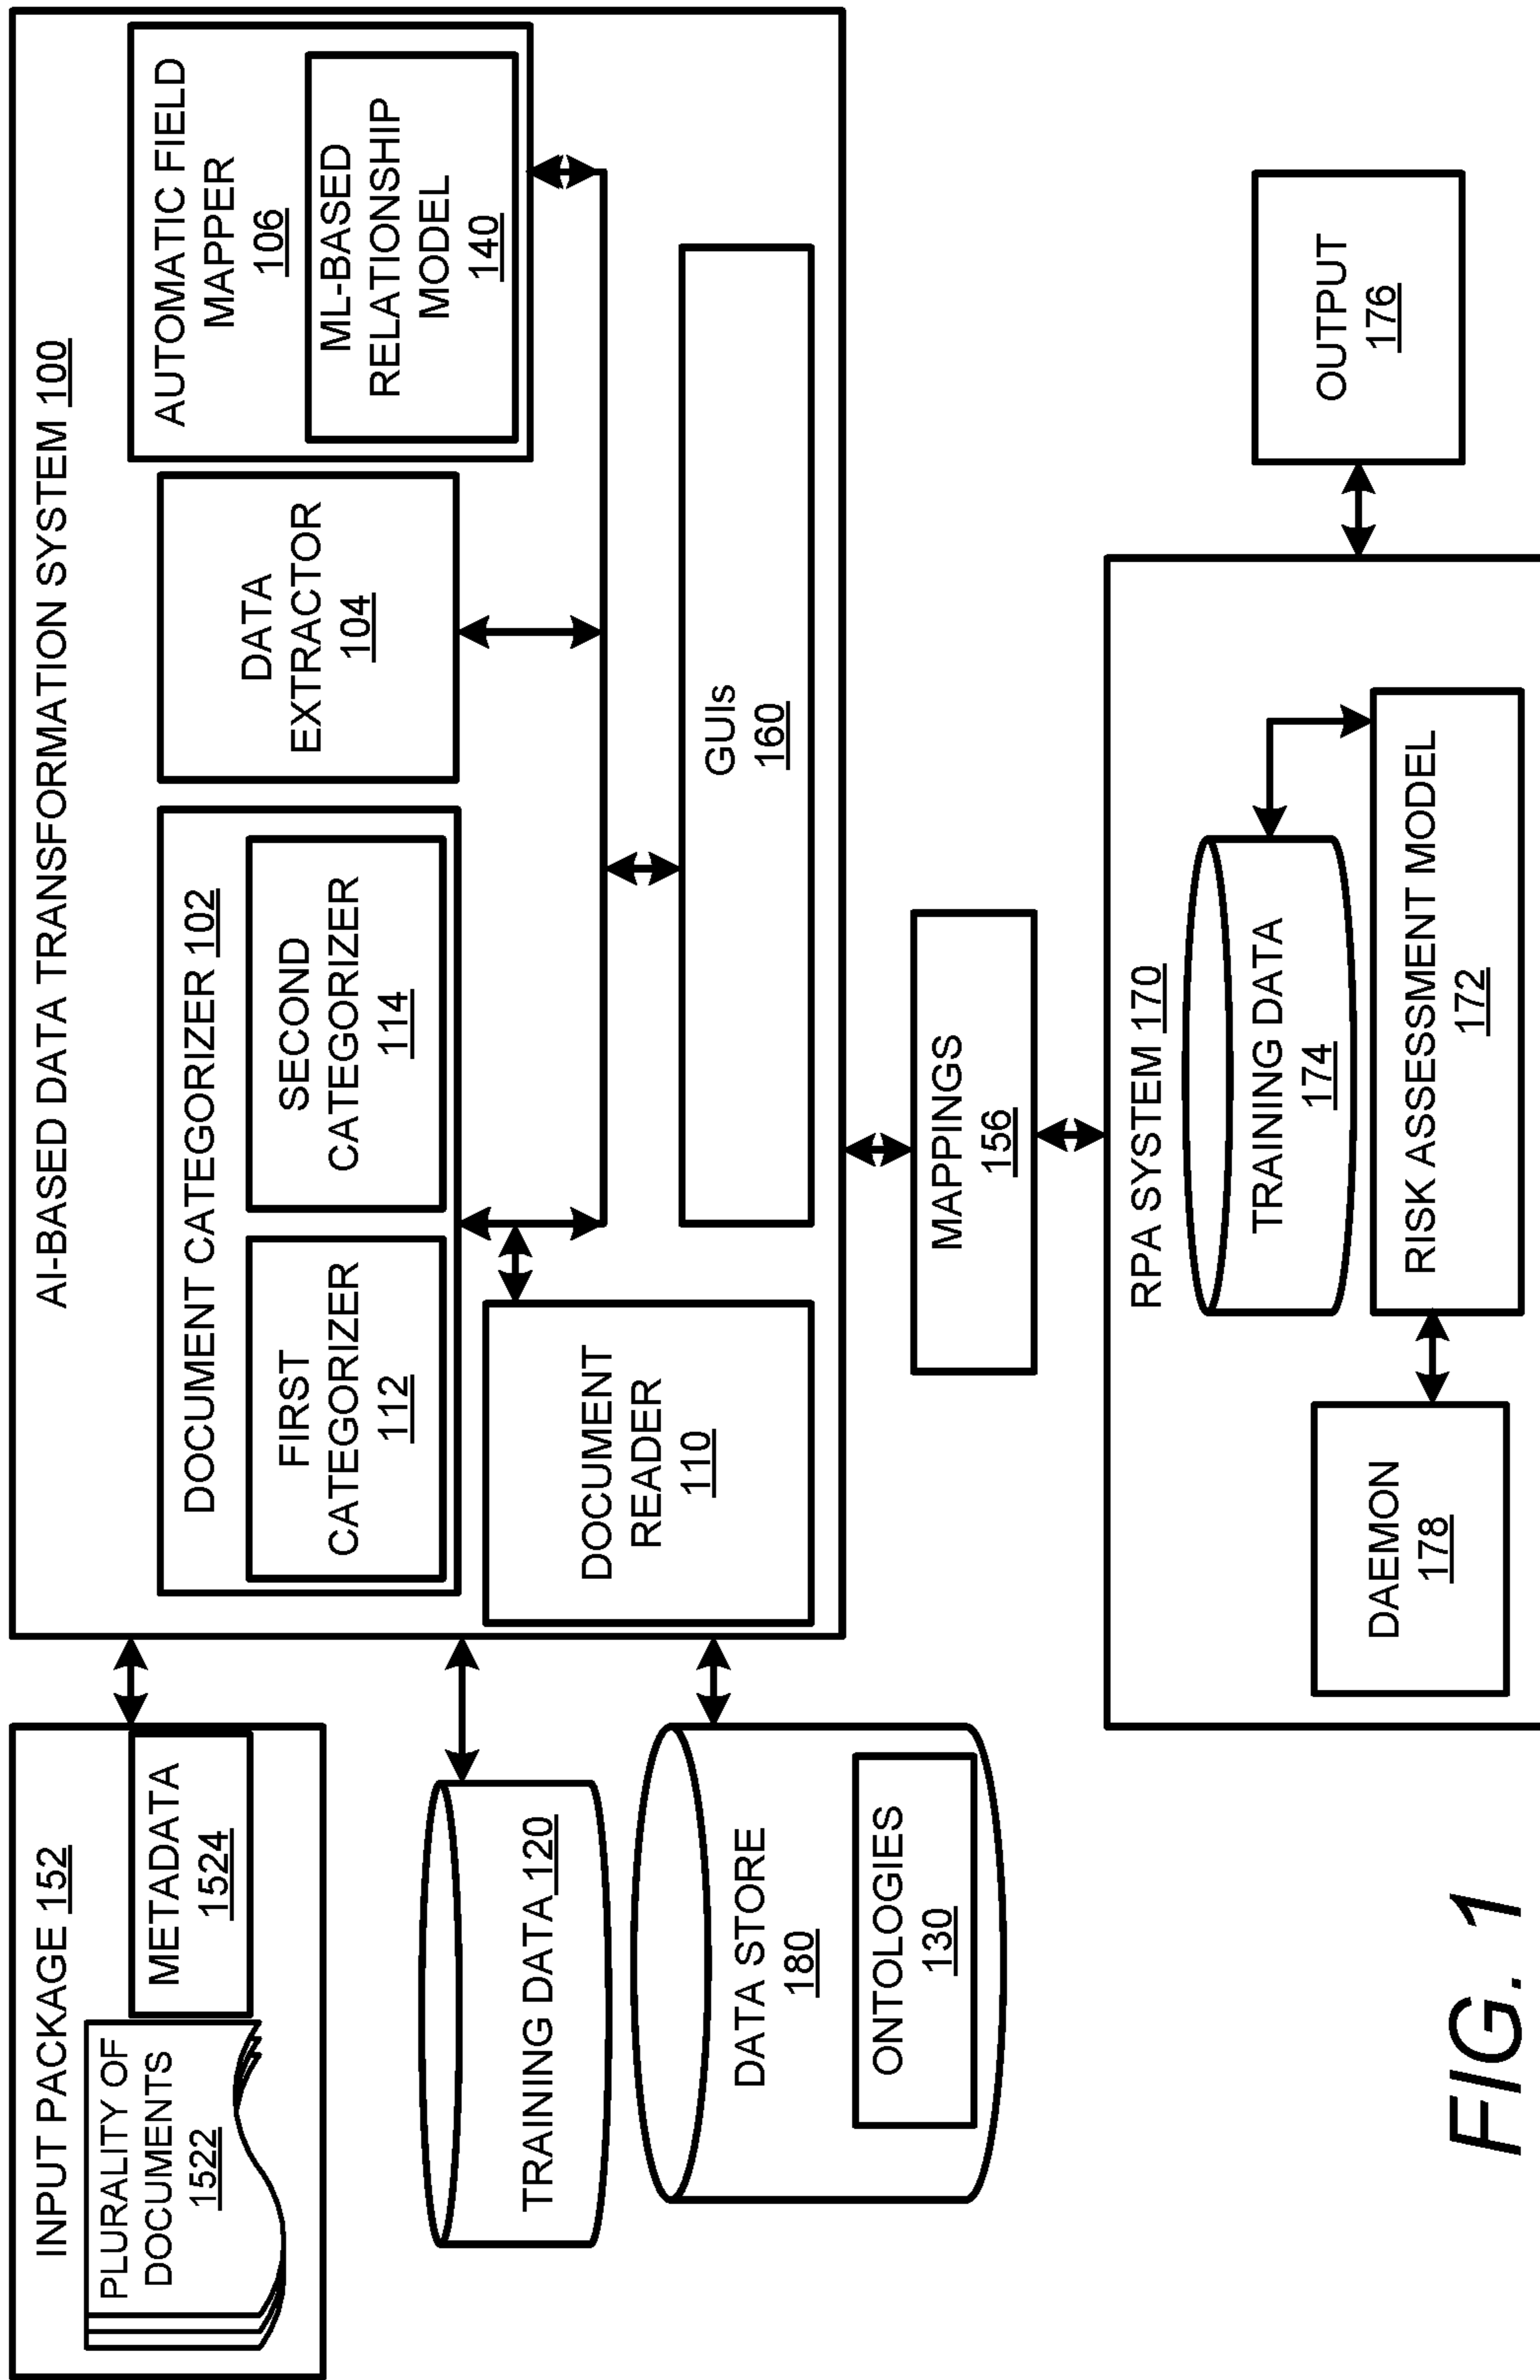 INPUT PACKAGE 152
PLURALITY OF
DOCUMENTS
1522
METADATA
1524
TRAINING DATA 120
DATA STORE
180
ONTOLOGIES
130
AI-BASED DATA TRANSFORMATION SYSTEM 100
DOCUMENT CATEGORIZER 102
FIRST
CATEGORIZER
112
SECOND
CATEGORIZER
114
DATA
EXTRACTOR
104
AUTOMATIC FIELD
MAPPER
106
ML-BASED
RELATIONSHIP
MODEL
140
DOCUMENT
READER
110
GUIs
160
MAPPINGS
156
RPA SYSTEM 170
TRAINING DATA
174
DAEMON
178
RISK ASSESSMENT MODEL
172
OUTPUT
176
FIG. 1